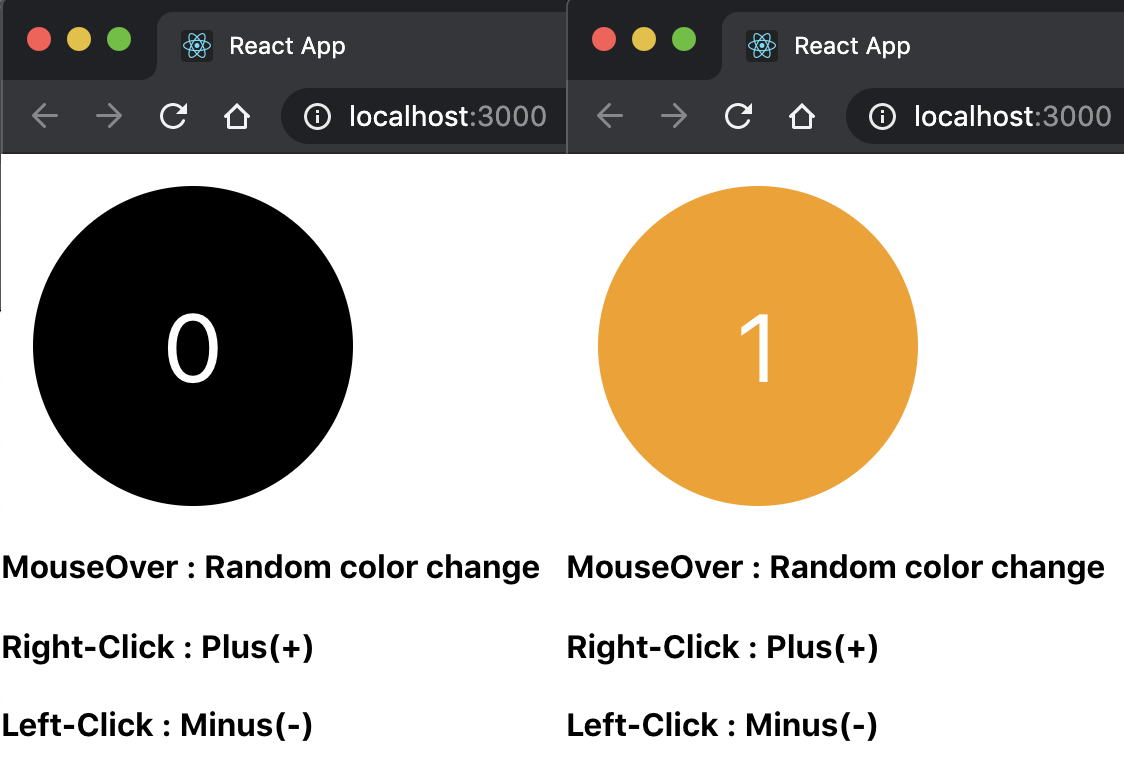 React App
localhost:3000
0
MouseOver : Random color change
Right-Click : Plus(+)
Left-Click : Minus(-)
React App
localhost:3000
1
MouseOver : Random color change
Right-Click : Plus(+)
Left-Click : Minus(-)